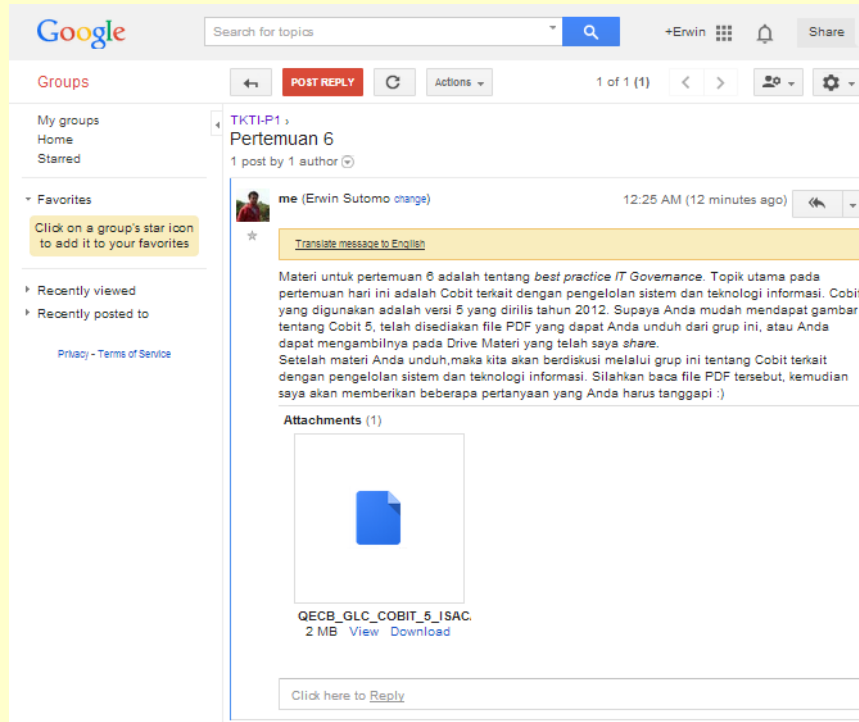 Google
Search for topics
+Erwin
Share
Groups
POST REPLY
Actions
1 of 1 (1)
My groups
Home
Starred
Favorites
Click on a group's star icon
to add it to your favorites
Recently viewed
Recently posted to
Privacy - Terms of Service
TKTI-P1 ›
Pertemuan 6
1 post by 1 author
me (Erwin Sutomo change)
12:25 AM (12 minutes ago)
Translate message to English
Materi untuk pertemuan 6 adalah tentang best practice IT Governance. Topik utama pada
pertemuan hari ini adalah Cobit terkait dengan pengelolan sistem dan teknologi informasi. Cobit
yang digunakan adalah versi 5 yang dirilis tahun 2012. Supaya Anda mudah mendapat gambar
tentang Cobit 5, telah disediakan file PDF yang dapat Anda unduh dari grup ini, atau Anda
dapat mengambilnya pada Drive Materi yang telah saya share.
Setelah materi Anda unduh,maka kita akan berdiskusi melalui grup ini tentang Cobit terkait
dengan pengelolan sistem dan teknologi informasi. Silahkan baca file PDF tersebut, kemudian
saya akan memberikan beberapa pertanyaan yang Anda harus tanggapi :)
Attachments (1)
QECB_GLC_COBIT_5_ISAC.
2 MB View Download
Click here to Reply